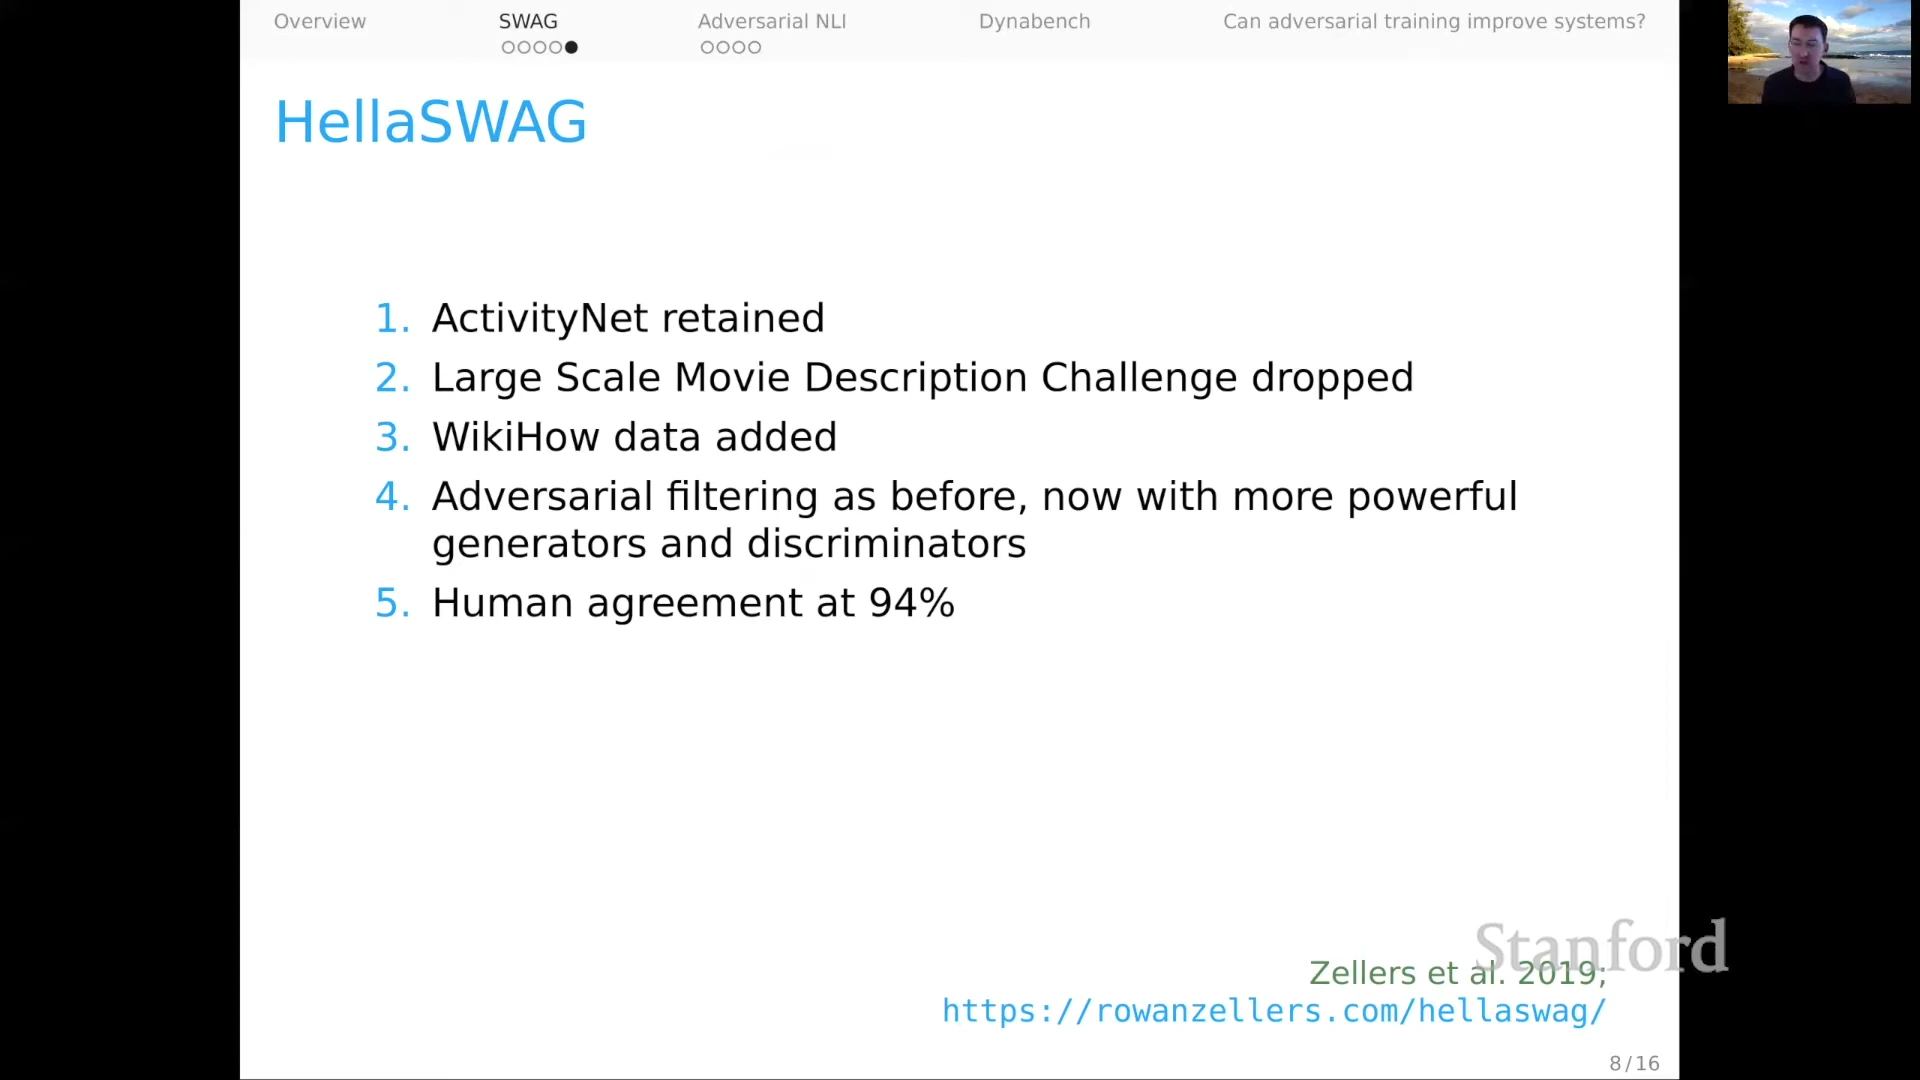 Overview SWAG Adversarial NLI Dynabench Can adversarial training improve systems?
HellaSWAG
1. ActivityNet retained
2. Large Scale Movie Description Challenge dropped
3. WikiHow data added
4. Adversarial filtering as before, now with more powerful
generators and discriminators
5. Human agreement at 94%
Stanford
Zellers et al. 2019;
https://rowanzellers.com/hellaswag/
8/16